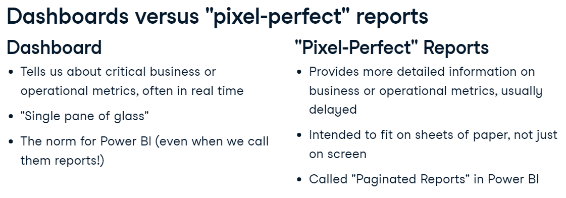 Dashboards versus "pixel-perfect" reports
Dashboard
• Tells us about critical business or
operational metrics, often in real time
• "Single pane of glass"
• The norm for Power BI (even when we call
them reports!)
"Pixel-Perfect" Reports
• Provides more detailed information on
business or operational metrics, usually
delayed
• Intended to fit on sheets of paper, not just
on screen
• Called "Paginated Reports" in Power BI